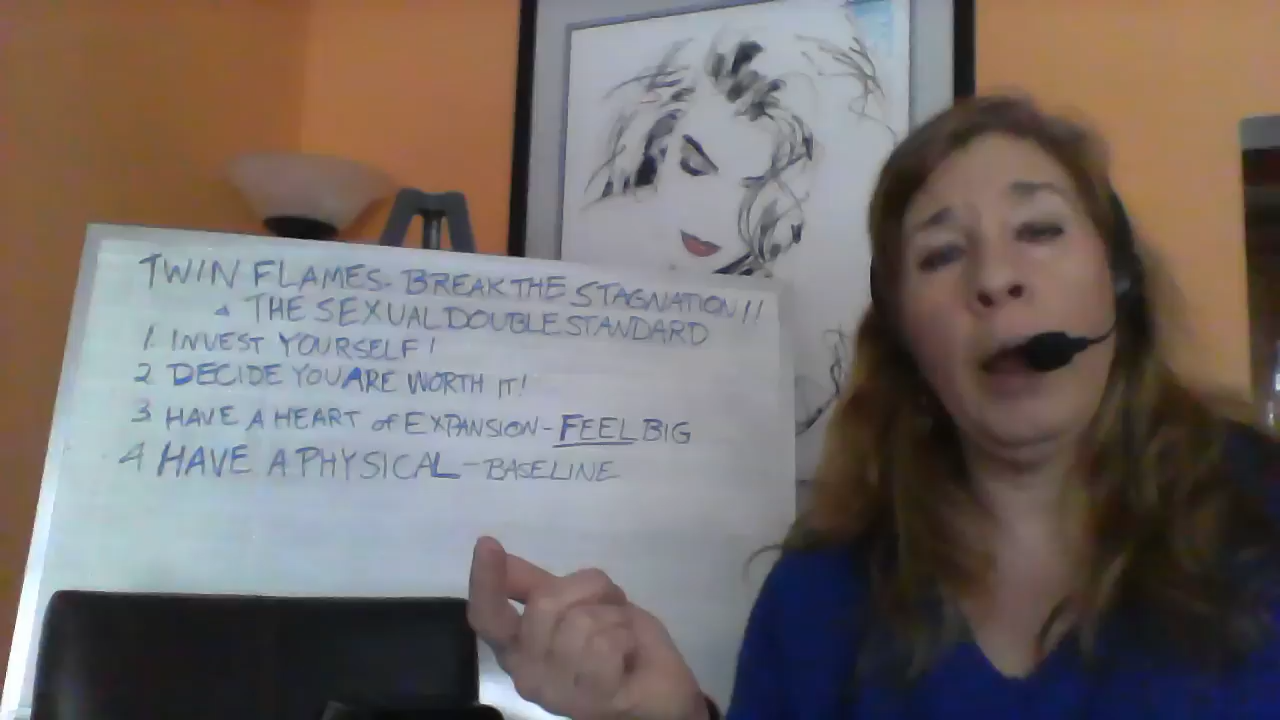 TWIN FLAMES- BREAK THE STAGNATION!!
& THE SEXUAL DOUBLE STANDARD
1. INVEST YOURSELF!
2 DECIDE YOU ARE WORTH IT!
3 HAVE A HEART of EXPANSION - FEEL BIG
4 HAVE A PHYSICAL - BASELINE